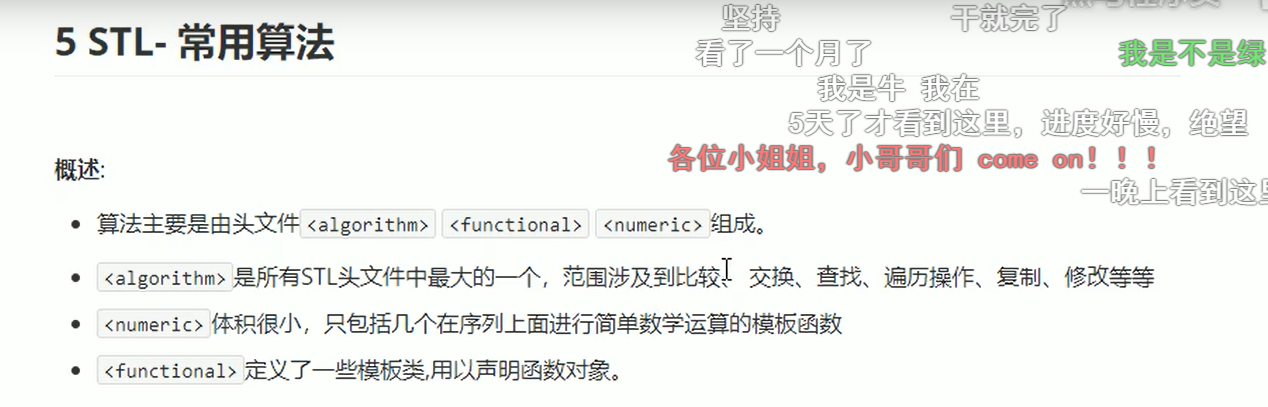 坚持
干就完了
5 STL- 常用算法
看了一个月了
我是不是绿
我是牛 我在
5天了才看到这里，进度好慢，绝望
各位小姐姐，小哥哥们 come on！！！
概述:
一晚上看到这里
算法主要是由头文件<algorithm> <functional> <numeric>组成。
<algorithm>是所有STL头文件中最大的一个，范围涉及到比较、 交换、查找、遍历操作、复制、修改等等
<numeric>体积很小，只包括几个在序列上面进行简单数学运算的模板函数
<functional>定义了一些模板类,用以声明函数对象。